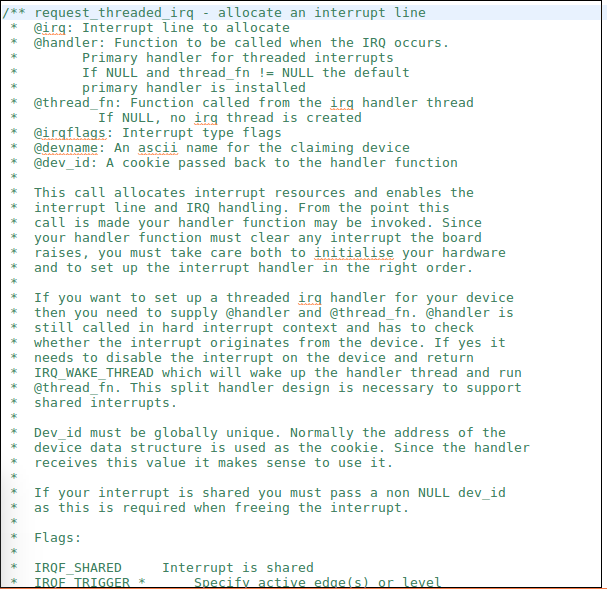 /** request_threaded_irq - allocate an interrupt line
 *  @irq: Interrupt line to allocate
 *  @handler: Function to be called when the IRQ occurs.
 *        Primary handler for threaded interrupts
 *        If NULL and thread_fn != NULL the default
 *        primary handler is installed
 *  @thread_fn: Function called from the irq handler thread
 *          If NULL, no irq thread is created
 *  @irqflags: Interrupt type flags
 *  @devname: An ascii name for the claiming device
 *  @dev_id: A cookie passed back to the handler function
 *
 *  This call allocates interrupt resources and enables the
 *  interrupt line and IRQ handling. From the point this
 *  call is made your handler function may be invoked. Since
 *  your handler function must clear any interrupt the board
 *  raises, you must take care both to initialise your hardware
 *  and to set up the interrupt handler in the right order.
 *
 *  If you want to set up a threaded irq handler for your device
 *  then you need to supply @handler and @thread_fn. @handler is
 *  still called in hard interrupt context and has to check
 *  whether the interrupt originates from the device. If yes it
 *  needs to disable the interrupt on the device and return
 *  IRQ_WAKE_THREAD which will wake up the handler thread and run
 *  @thread_fn. This split handler design is necessary to support
 *  shared interrupts.
 *
 *  Dev_id must be globally unique. Normally the address of the
 *  device data structure is used as the cookie. Since the handler
 *  receives this value it makes sense to use it.
 *
 *  If your interrupt is shared you must pass a non NULL dev_id
 *  as this is required when freeing the interrupt.
 *
 *  Flags:
 *
 *  IRQF_SHARED     Interrupt is shared
 *  IRQF_TRIGGER_*      Specify active edge(s) or level